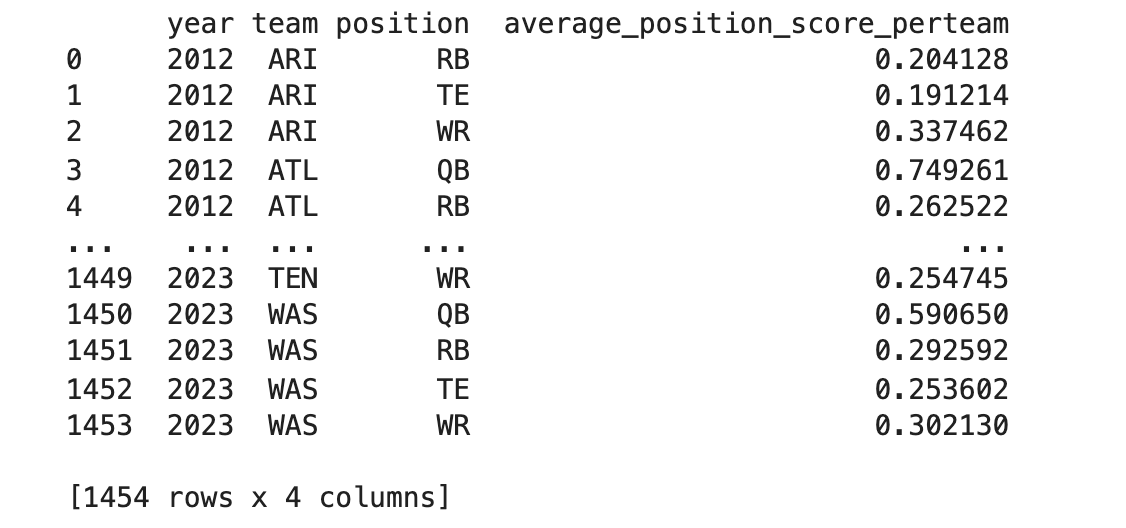 year team position average_position_score_perteam
0 2012 ARI RB 0.204128
1 2012 ARI TE 0.191214
2 2012 ARI WR 0.337462
3 2012 ATL QB 0.749261
4 2012 ATL RB 0.262522
... ... ... ... ...
1449 2023 TEN WR 0.254745
1450 2023 WAS QB 0.590650
1451 2023 WAS RB 0.292592
1452 2023 WAS TE 0.253602
1453 2023 WAS WR 0.302130
[1454 rows x 4 columns]